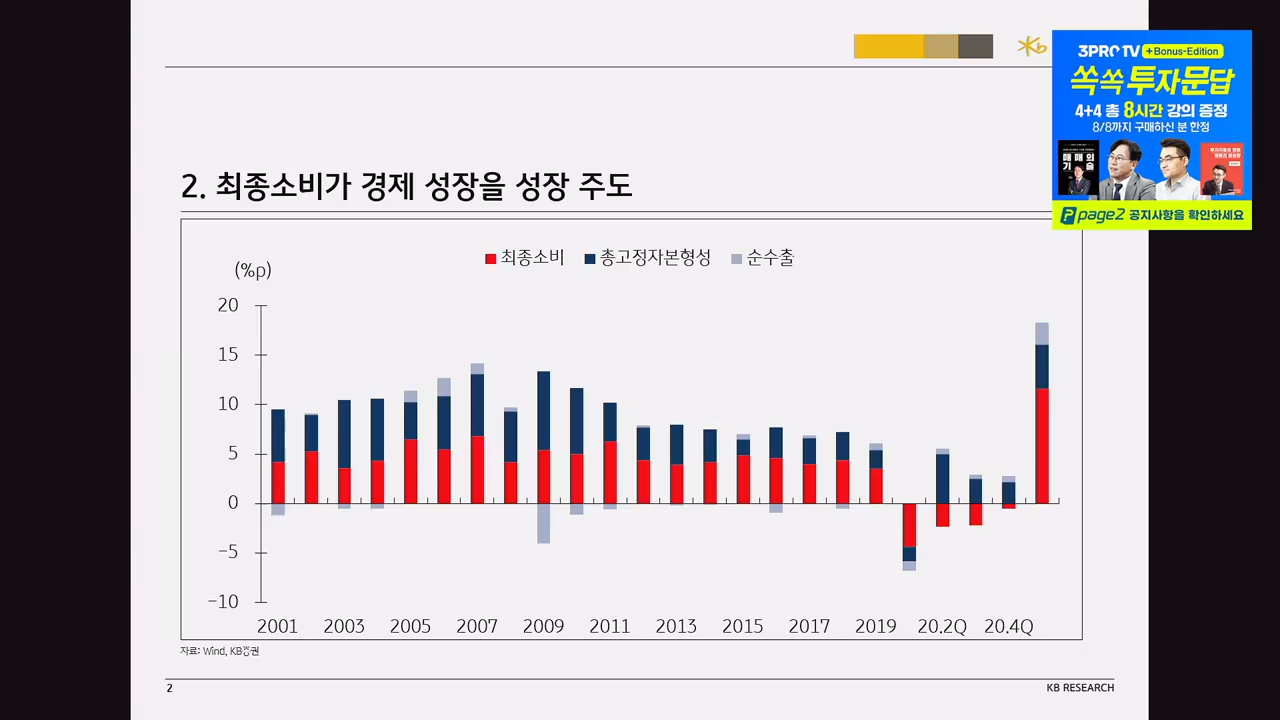 3PRO TV +Bonus-Edition
쏙쏙 투자문답
4+4 총 8시간 강의 증정
8/8까지 구매하신 분 한정
매매의
기술
page2 공지사항을 확인하세요
2. 최종소비가 경제 성장을 성장 주도
최종소비 총고정자본형성 순수출
(%p)
20
15
10
5
0
-5
-10
2001 2003 2005 2007 2009 2011 2013 2015 2017 2019 20.2Q 20.4Q
자료: Wind, KB증권
2 KB RESEARCH